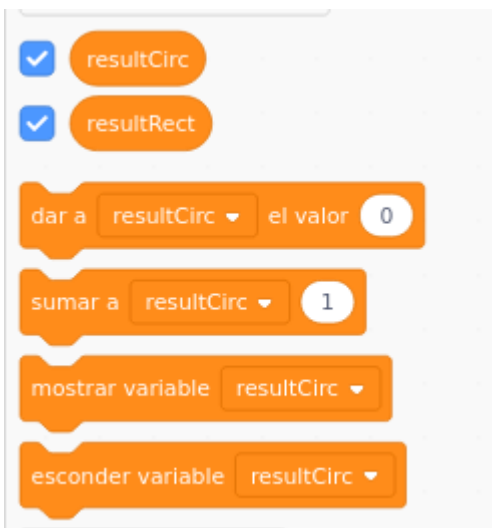 resultCirc
resultRect
dar a resultCirc el valor 0
sumar a resultCirc 1
mostrar variable resultCirc
esconder variable resultCirc